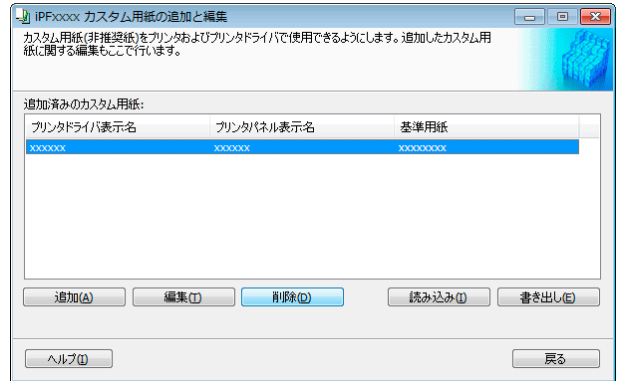 iPFxxxx カスタム用紙の追加と編集
カスタム用紙(非推奨紙)をプリンタおよびプリンタドライバで使用できるようにします。追加したカスタム用
紙に関する編集もここで行います。
追加済みのカスタム用紙:
プリンタドライバ表示名 プリンタパネル表示名 基準用紙
xxxxxx xxxxxx xxxxxxxx
追加(A) 編集(T) 削除(D) 読み込み(I) 書き出し(E)
ヘルプ(I) 戻る